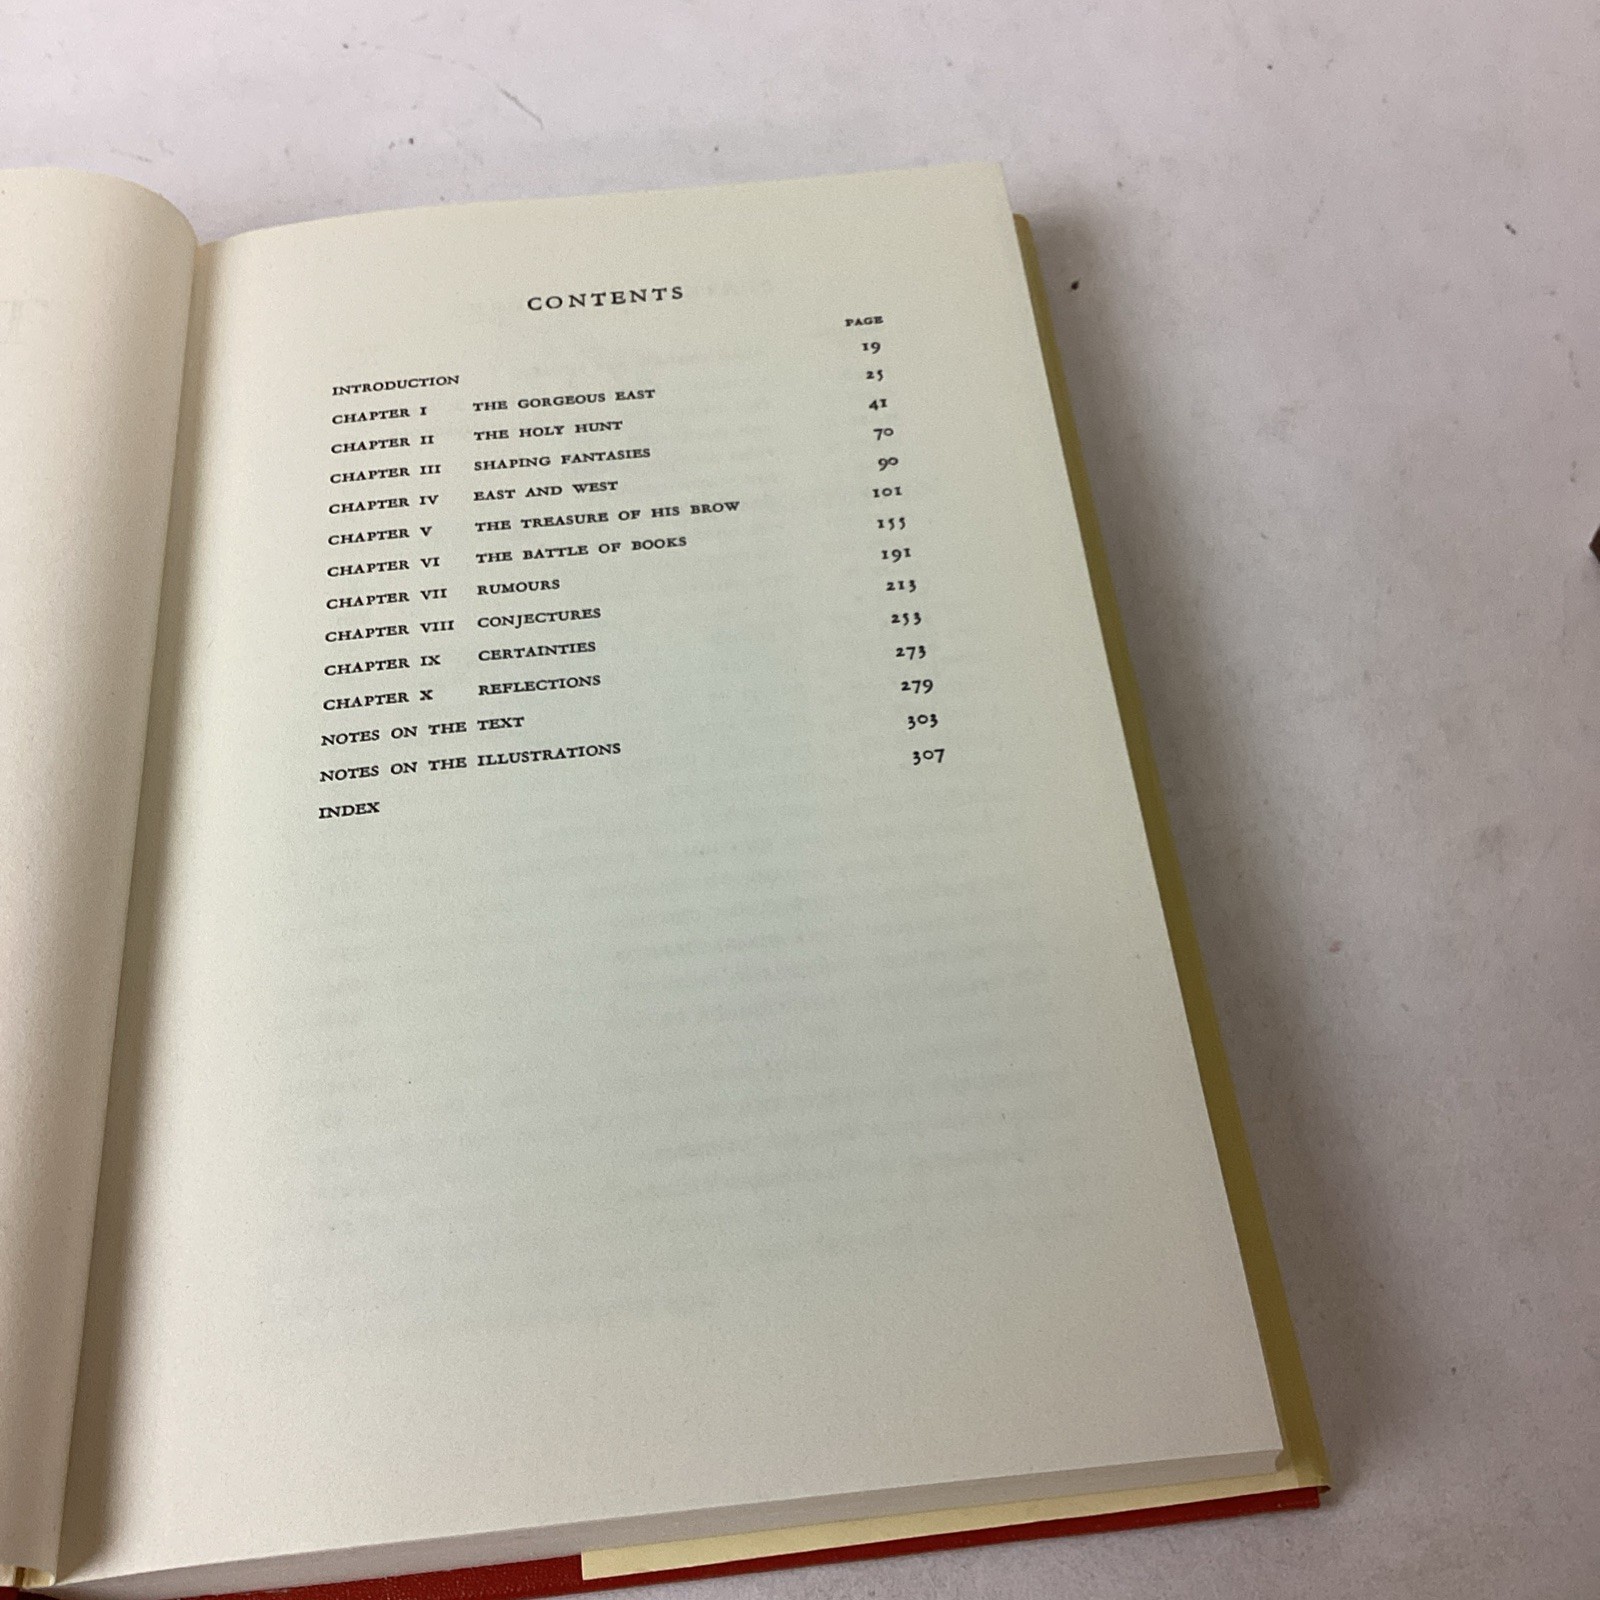 CONTENTS
PAGE
INTRODUCTION 19
CHAPTER I THE GORGEOUS EAST 25
CHAPTER II THE HOLY HUNT 41
CHAPTER III SHAPING FANTASIES 70
CHAPTER IV EAST AND WEST 90
CHAPTER V THE TREASURE OF HIS BROW 101
CHAPTER VI THE BATTLE OF BOOKS 155
CHAPTER VII RUMOURS 191
CHAPTER VIII CONJECTURES 213
CHAPTER IX CERTAINTIES 253
CHAPTER X REFLECTIONS 273
NOTES ON THE TEXT 279
NOTES ON THE ILLUSTRATIONS 303
INDEX 307